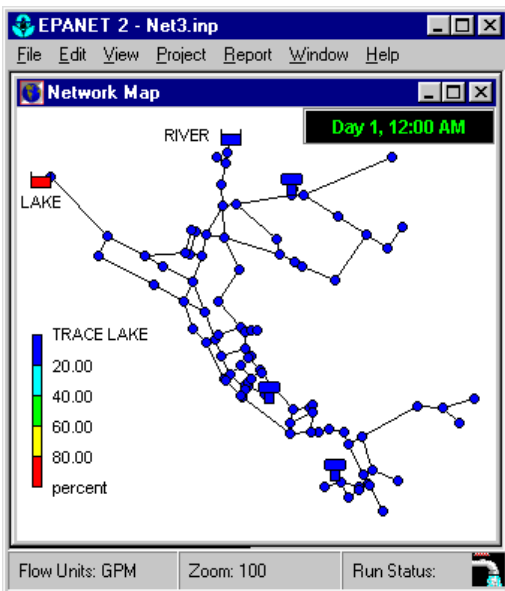 EPANET 2 - Net3.inp
File Edit View Project Report Window Help
Network Map
Day 1, 12:00 AM
RIVER
LAKE
TRACE LAKE
20.00
40.00
60.00
80.00
percent
Flow Units: GPM Zoom: 100 Run Status: